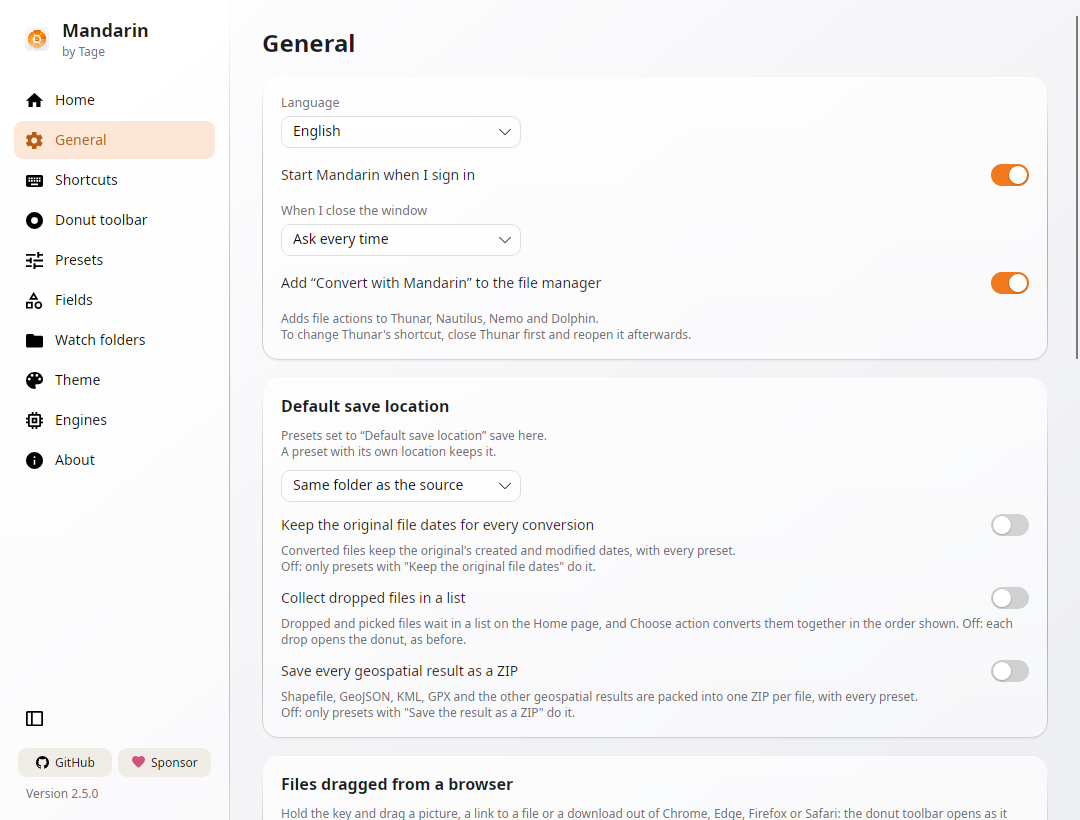 Mandarin
by Tage
Home
General
Shortcuts
Donut toolbar
Presets
Fields
Watch folders
Theme
Engines
About
GitHub
Sponsor
Version 2.5.0
General
Language
English
Start Mandarin when I sign in
When I close the window
Ask every time
Add “Convert with Mandarin” to the file manager
Adds file actions to Thunar, Nautilus, Nemo and Dolphin.
To change Thunar's shortcut, close Thunar first and reopen it afterwards.
Default save location
Presets set to “Default save location” save here.
A preset with its own location keeps it.
Same folder as the source
Keep the original file dates for every conversion
Converted files keep the original's created and modified dates, with every preset.
Off: only presets with "Keep the original file dates" do it.
Collect dropped files in a list
Dropped and picked files wait in a list on the Home page, and Choose action converts them together in the order shown. Off: each
drop opens the donut, as before.
Save every geospatial result as a ZIP
Shapefile, GeoJSON, KML, GPX and the other geospatial results are packed into one ZIP per file, with every preset.
Off: only presets with "Save the result as a ZIP" do it.
Files dragged from a browser
Hold the key and drag a picture, a link to a file or a download out of Chrome, Edge, Firefox or Safari: the donut toolbar opens as it